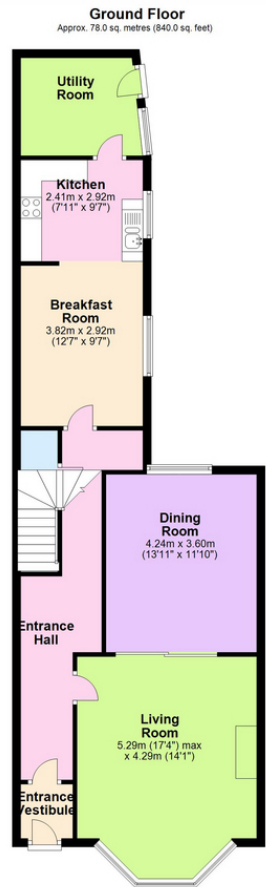 Ground Floor
Approx. 78.0 sq. metres (840.0 sq. feet)
Utility
Room
Kitchen
2.41m x 2.92m
(7'11" x 9'7")
Breakfast
Room
3.82m x 2.92m
(12'7" x 9'7")
Dining
Room
4.24m x 3.60m
(13'11" x 11'10")
Entrance
Hall
Living
Room
5.29m (17'4") max
x 4.29m (14'1")
Entrance
Vestibule